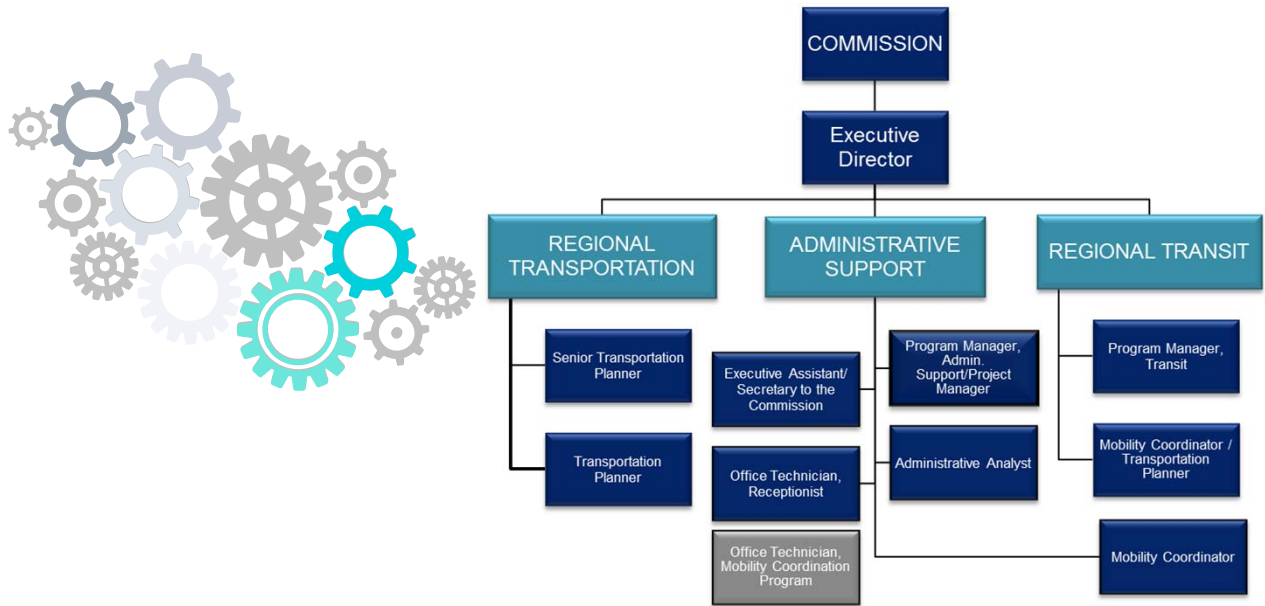 COMMISSION
Executive
Director
REGIONAL
TRANSPORTATION
ADMINISTRATIVE
SUPPORT
REGIONAL TRANSIT
Senior Transportation
Planner
Transportation
Planner
Executive Assistant/
Secretary to the
Commission
Program Manager,
Admin.
Support/Project
Manager
Office Technician,
Receptionist
Administrative Analyst
Office Technician,
Mobility Coordination
Program
Program Manager,
Transit
Mobility Coordinator /
Transportation
Planner
Mobility Coordinator